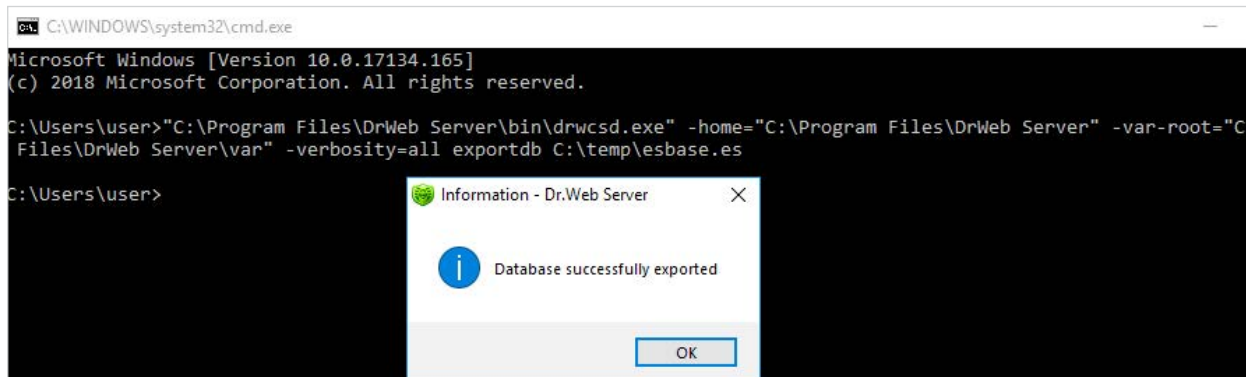 C:\WINDOWS\system32\cmd.exe
Microsoft Windows [Version 10.0.17134.165]
(c) 2018 Microsoft Corporation. All rights reserved.
C:\Users\user>"C:\Program Files\DrWeb Server\bin\drwcsd.exe" -home="C:\Program Files\DrWeb Server" -var-root="C
Files\DrWeb Server\var" -verbosity=all exportdb C:\temp\esbase.es
C:\Users\user>
Information - Dr.Web Server
Database successfully exported
OK